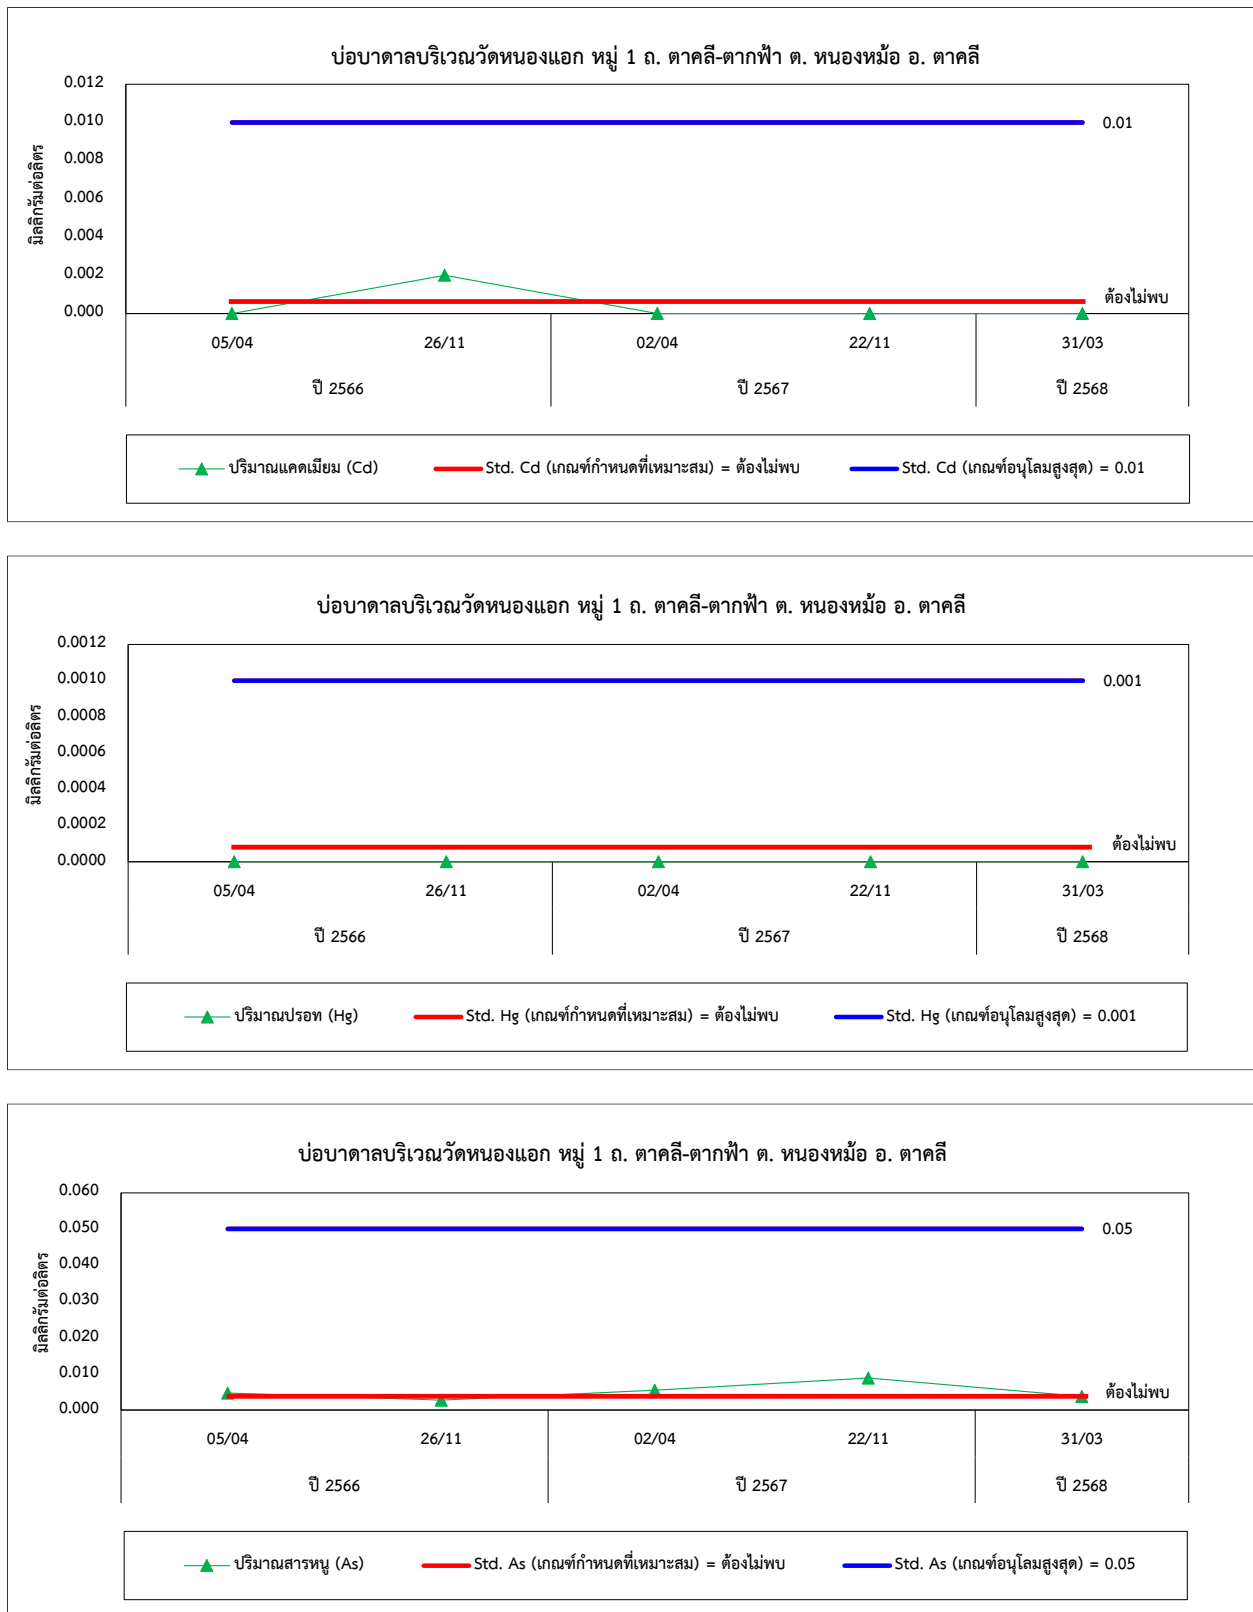 บ่อบาดาลบริเวณวัดหนองแอก หมู่ 1 ถ. ตาคลี-ตากฟ้า ต. หนองหม้อ อ. ตาคลี
มิลลิกรัมต่อลิตร
0.012
0.010
0.008
0.006
0.004
0.002
0.000
0.01
ต้องไม่พบ
05/04 26/11 02/04 22/11 31/03
ปี 2566 ปี 2567 ปี 2568
ปริมาณแคดเมียม (Cd) Std. Cd (เกณฑ์กำหนดที่เหมาะสม) = ต้องไม่พบ Std. Cd (เกณฑ์อนุโลมสูงสุด) = 0.01
บ่อบาดาลบริเวณวัดหนองแอก หมู่ 1 ถ. ตาคลี-ตากฟ้า ต. หนองหม้อ อ. ตาคลี
มิลลิกรัมต่อลิตร
0.0012
0.0010
0.0008
0.0006
0.0004
0.0002
0.0000
0.001
ต้องไม่พบ
05/04 26/11 02/04 22/11 31/03
ปี 2566 ปี 2567 ปี 2568
ปริมาณปรอท (Hg) Std. Hg (เกณฑ์กำหนดที่เหมาะสม) = ต้องไม่พบ Std. Hg (เกณฑ์อนุโลมสูงสุด) = 0.001
บ่อบาดาลบริเวณวัดหนองแอก หมู่ 1 ถ. ตาคลี-ตากฟ้า ต. หนองหม้อ อ. ตาคลี
มิลลิกรัมต่อลิตร
0.060
0.050
0.040
0.030
0.020
0.010
0.000
0.05
ต้องไม่พบ
05/04 26/11 02/04 22/11 31/03
ปี 2566 ปี 2567 ปี 2568
ปริมาณสารหนู (As) Std. As (เกณฑ์กำหนดที่เหมาะสม) = ต้องไม่พบ Std. As (เกณฑ์อนุโลมสูงสุด) = 0.05